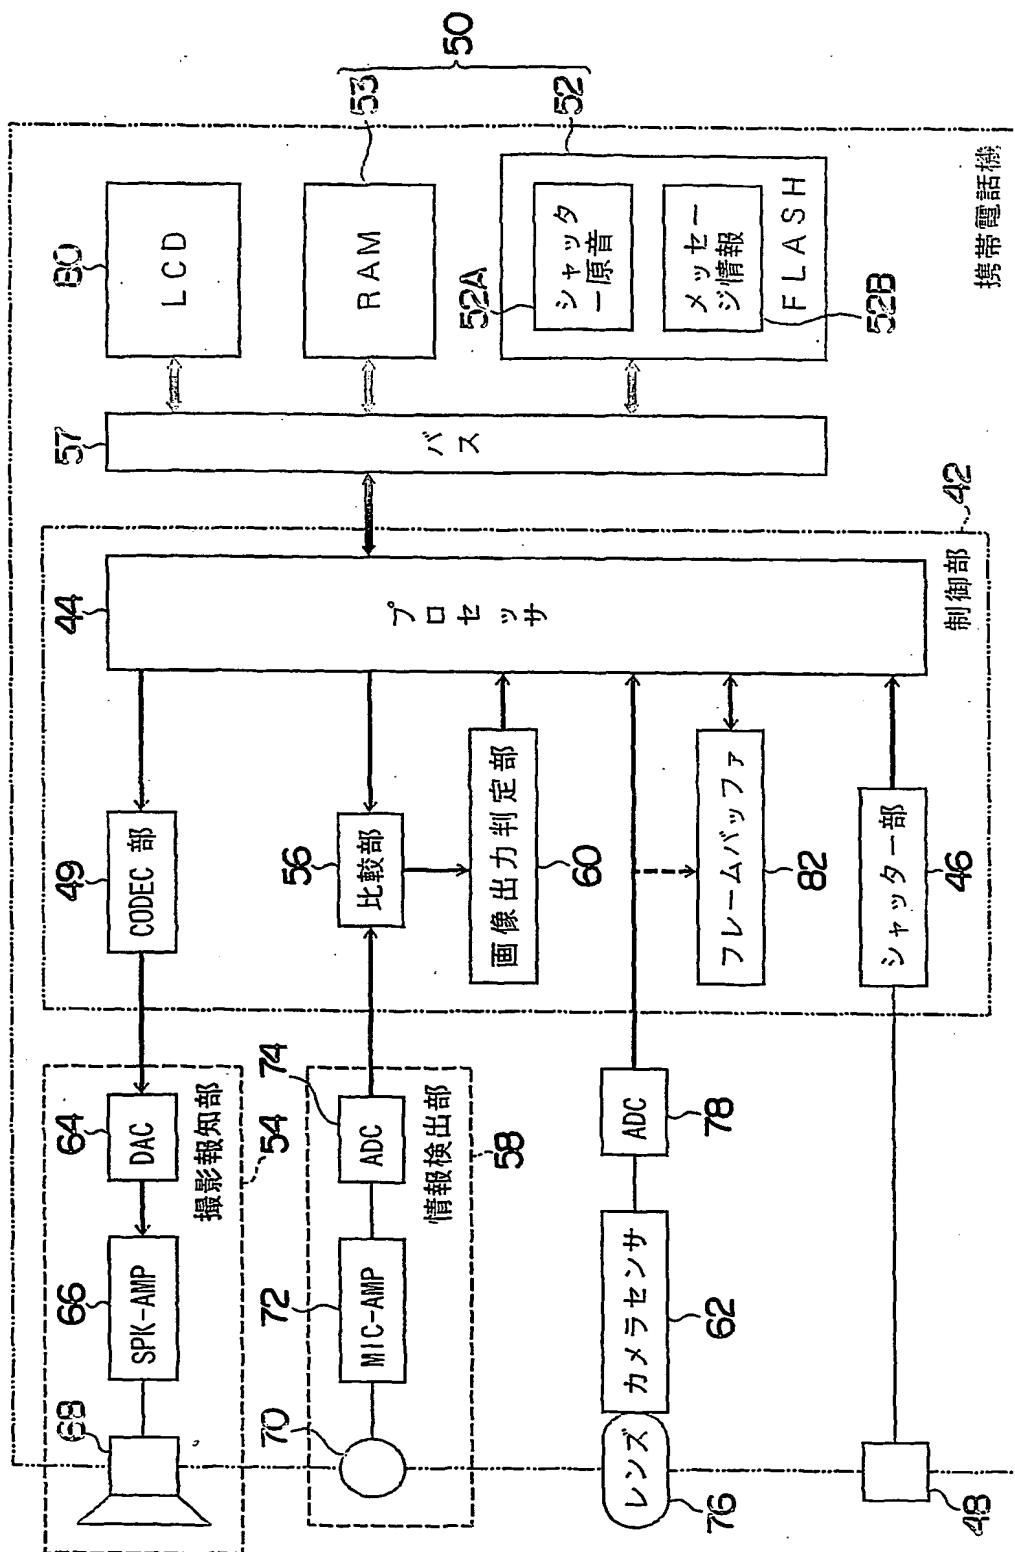 68
66
64
49
44
57
80
SPK-AMP
DAC
CODEC 部
LCD
撮影報知部
54
70
72
74
56
53
50
MIC-AMP
ADC
比較部
プロセッサ
バス
RAM
情報検出部
58
画像出力判定部
60
52A
52
シャッタ
ー原音
メッセー
ジ情報
52B
FLASH
レンズ
カメラセンサ
ADC
76
62
78
フレームバッファ
82
シャッター部
46
48
制御部
42
携帯電話機